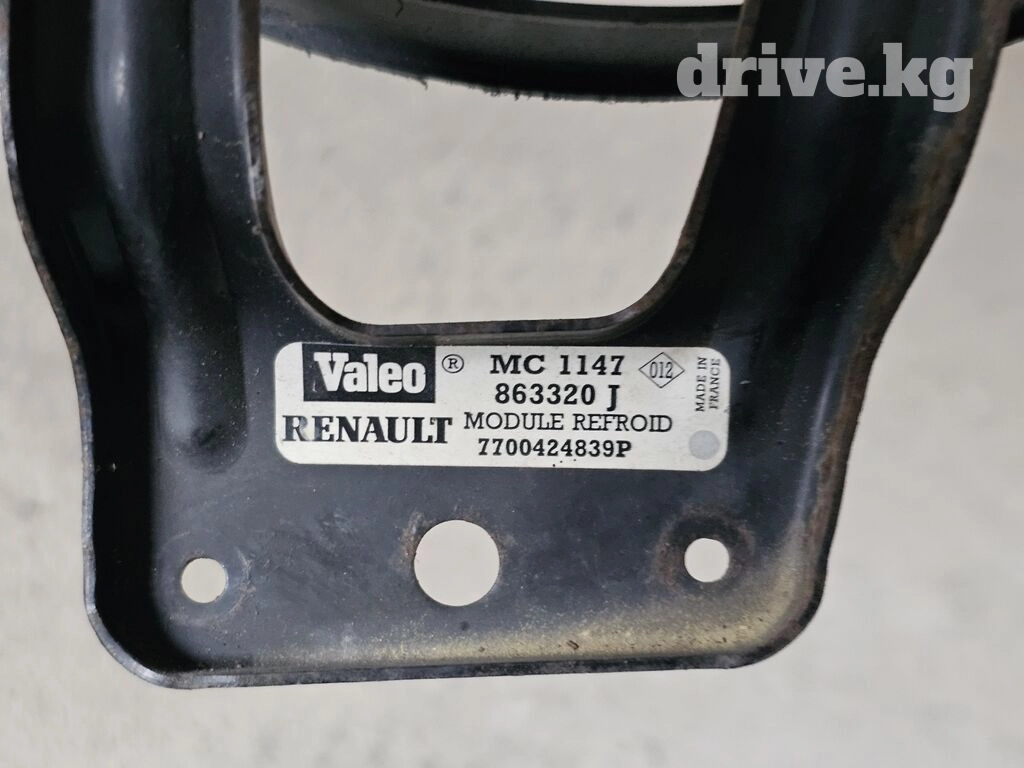 drive.kg
Valeo ® MC 1147 012
863320 J
RENAULT MODULE REFROID
7700424839P
MADE IN
FRANCE